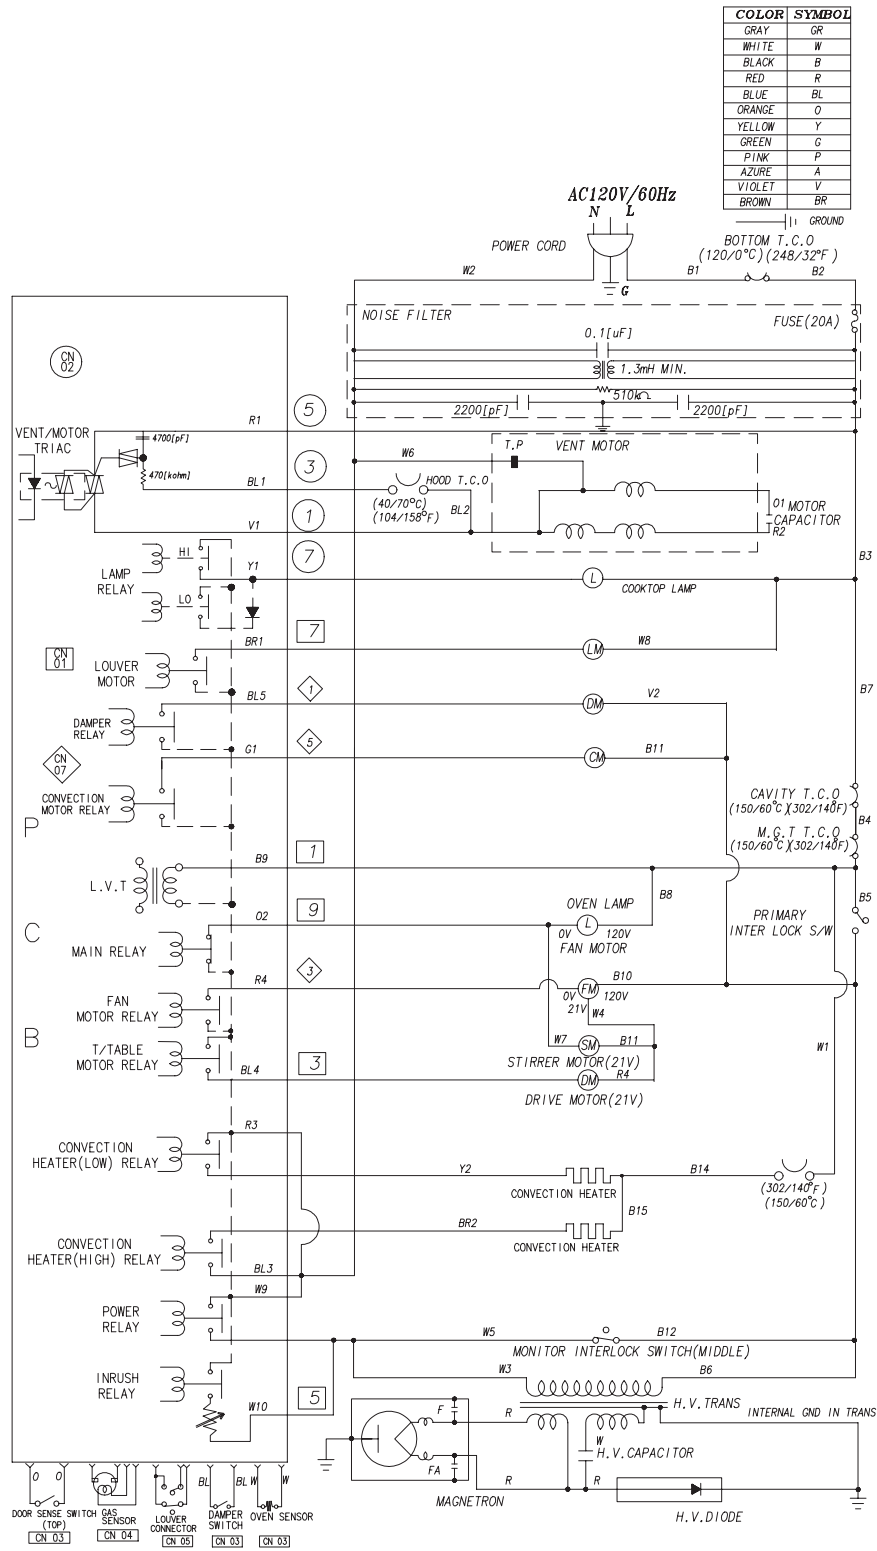 COLOR SYMBOL
GRAY GR
WHITE W
BLACK B
RED R
BLUE BL
ORANGE O
YELLOW Y
GREEN G
PINK P
AZURE A
VIOLET V
BROWN BR
GROUND
AC120V/60Hz
N L
POWER CORD
G
BOTTOM T.C.O
(120/0°C)(248/32°F)
W2
B1
B2
NOISE FILTER
FUSE(20A)
0.1[uF]
1.3mH MIN.
510kΩ
2200[pF]
2200[pF]
CN
02
VENT/MOTOR
TRIAC
4700[pF]
470[kohm]
R1
5
BL1
3
V1
1
7
W6
HOOD T.C.O
(40/70°C)
(104/158°F)
BL2
T.P
VENT MOTOR
O1
MOTOR
CAPACITOR
R2
B3
HI
LAMP
RELAY
LO
Y1
L
COOKTOP LAMP
BR1
7
LM
W8
CN
01
LOUVER
MOTOR
BL5
1
DM
V2
B7
DAMPER
RELAY
CN
07
G1
5
CM
B11
CONVECTION
MOTOR RELAY
CAVITY T.C.O
(150/60°C)(302/140°F)
B4
M.G.T T.C.O
(150/60°C)(302/140°F)
P
B9
1
L.V.T
B8
B5
PRIMARY
INTER LOCK S/W
C
O2
9
OVEN LAMP
L
0V
120V
FAN MOTOR
MAIN RELAY
R4
3
FM
B10
0V
120V
21V
W4
FAN
MOTOR RELAY
B
T/TABLE
MOTOR RELAY
W7
SM
B11
STIRRER MOTOR(21V)
W1
BL4
3
DM
R4
DRIVE MOTOR(21V)
R3
CONVECTION
HEATER(LOW) RELAY
Y2
CONVECTION HEATER
B14
(302/140°F)
(150/60°C)
B15
BR2
CONVECTION HEATER
CONVECTION
HEATER(HIGH) RELAY
BL3
W9
POWER
RELAY
W5
B12
MONITOR INTERLOCK SWITCH(MIDDLE)
W3
B6
INRUSH
RELAY
W10
5
H.V.TRANS
INTERNAL GND IN TRANS
F
R
W
H.V.CAPACITOR
FA
R
R
MAGNETRON
H.V.DIODE
O O
BL BL
W W
DOOR SENSE SWITCH
(TOP)
CN 03
GAS
SENSOR
CN 04
LOUVER
CONNECTOR
CN 05
DAMPER
SWITCH
CN 03
OVEN SENSOR
CN 03